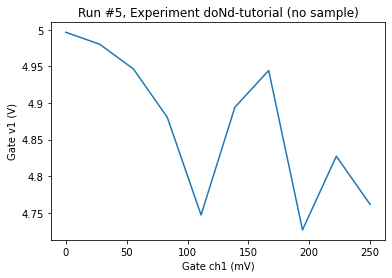 Run #5, Experiment doNd-tutorial (no sample)
5
4.95
4.9
4.85
4.8
4.75
Gate v1 (V)
0 50 100 150 200 250
Gate ch1 (mV)